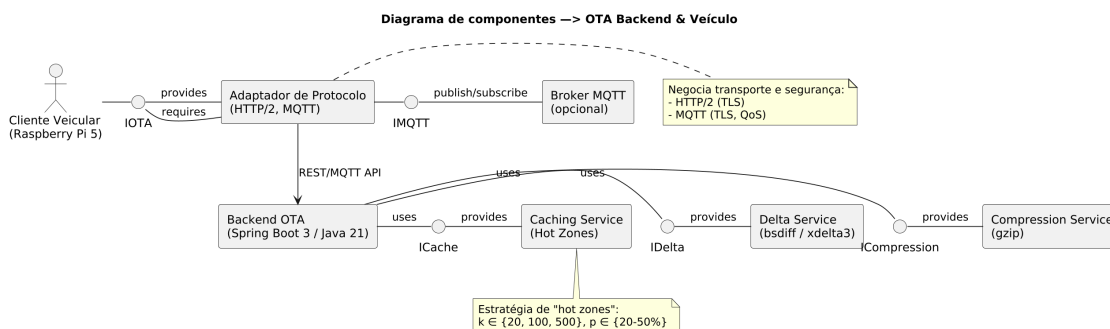 Diagrama de componentes —> OTA Backend & Veículo
Cliente Veicular
(Raspberry Pi 5)
IOTA
provides
requires
Adaptador de Protocolo
(HTTP/2, MQTT)
IMQTT
publish/subscribe
Broker MQTT
(opcional)
Negocia transporte e segurança:
- HTTP/2 (TLS)
- MQTT (TLS, QoS)
REST/MQTT API
uses
uses
Backend OTA
(Spring Boot 3 / Java 21)
uses
ICache
provides
Caching Service
(Hot Zones)
IDelta
provides
Delta Service
(bsdiff / xdelta3)
ICompression
provides
Compression Service
(gzip)
Estratégia de "hot zones":
k ∈ {20, 100, 500}, p ∈ {20-50%}